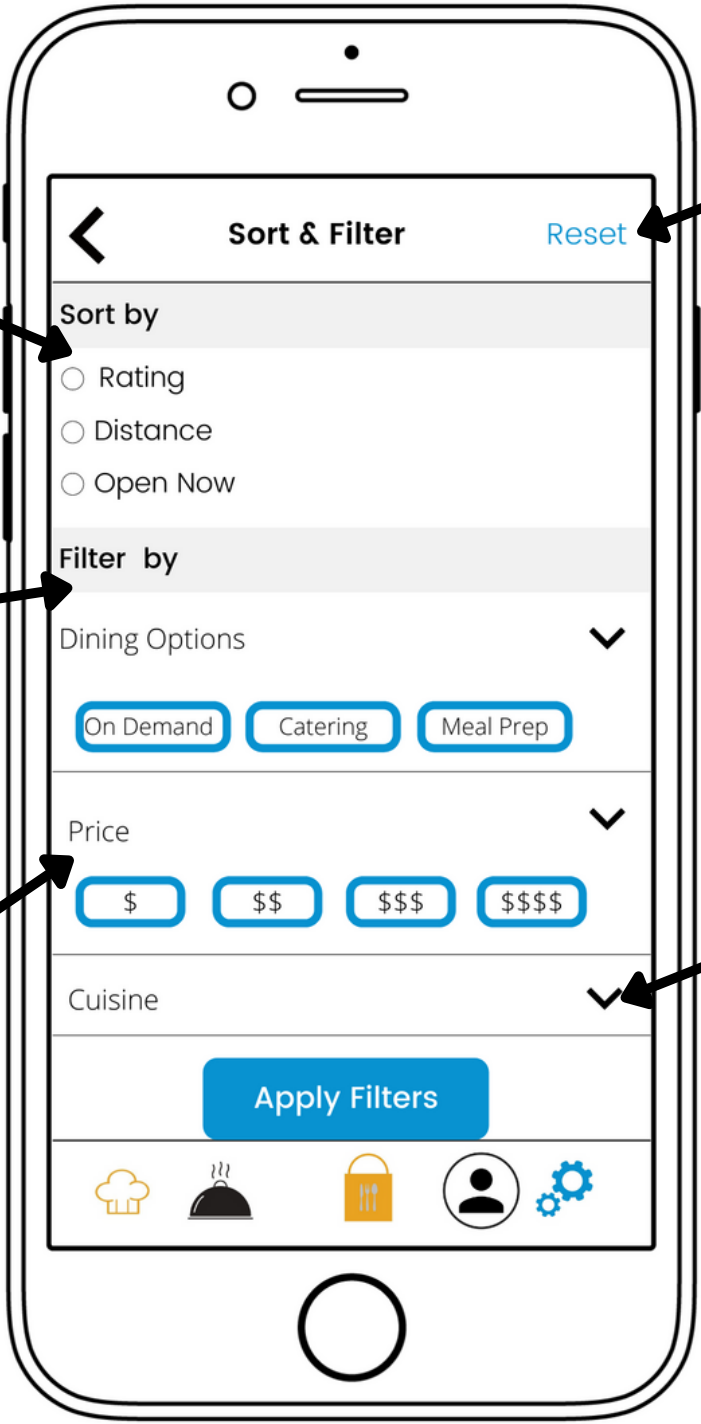 Sort & Filter Reset
Sort by
Rating
Distance
Open Now
Filter by
Dining Options
On Demand Catering Meal Prep
Price
$ $$ $$$ $$$$
Cuisine
Apply Filters